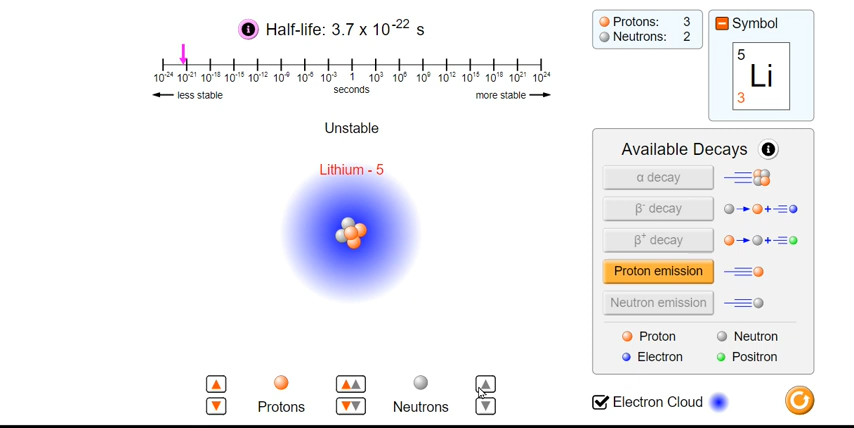 Half-life: 3.7 x 10⁻²² s
10⁻²⁴ 10⁻²¹ 10⁻¹⁸ 10⁻¹⁵ 10⁻¹² 10⁻⁹ 10⁻⁶ 10⁻³ 1 10³ 10⁶ 10⁹ 10¹² 10¹⁵ 10¹⁸ 10²¹ 10²⁴
seconds
less stable
more stable
Unstable
Lithium - 5
Protons: 3
Neutrons: 2
Symbol
5
Li
3
Available Decays
α decay
β⁻ decay
β⁺ decay
Proton emission
Neutron emission
Proton Neutron
Electron Positron
Protons Neutrons
Electron Cloud